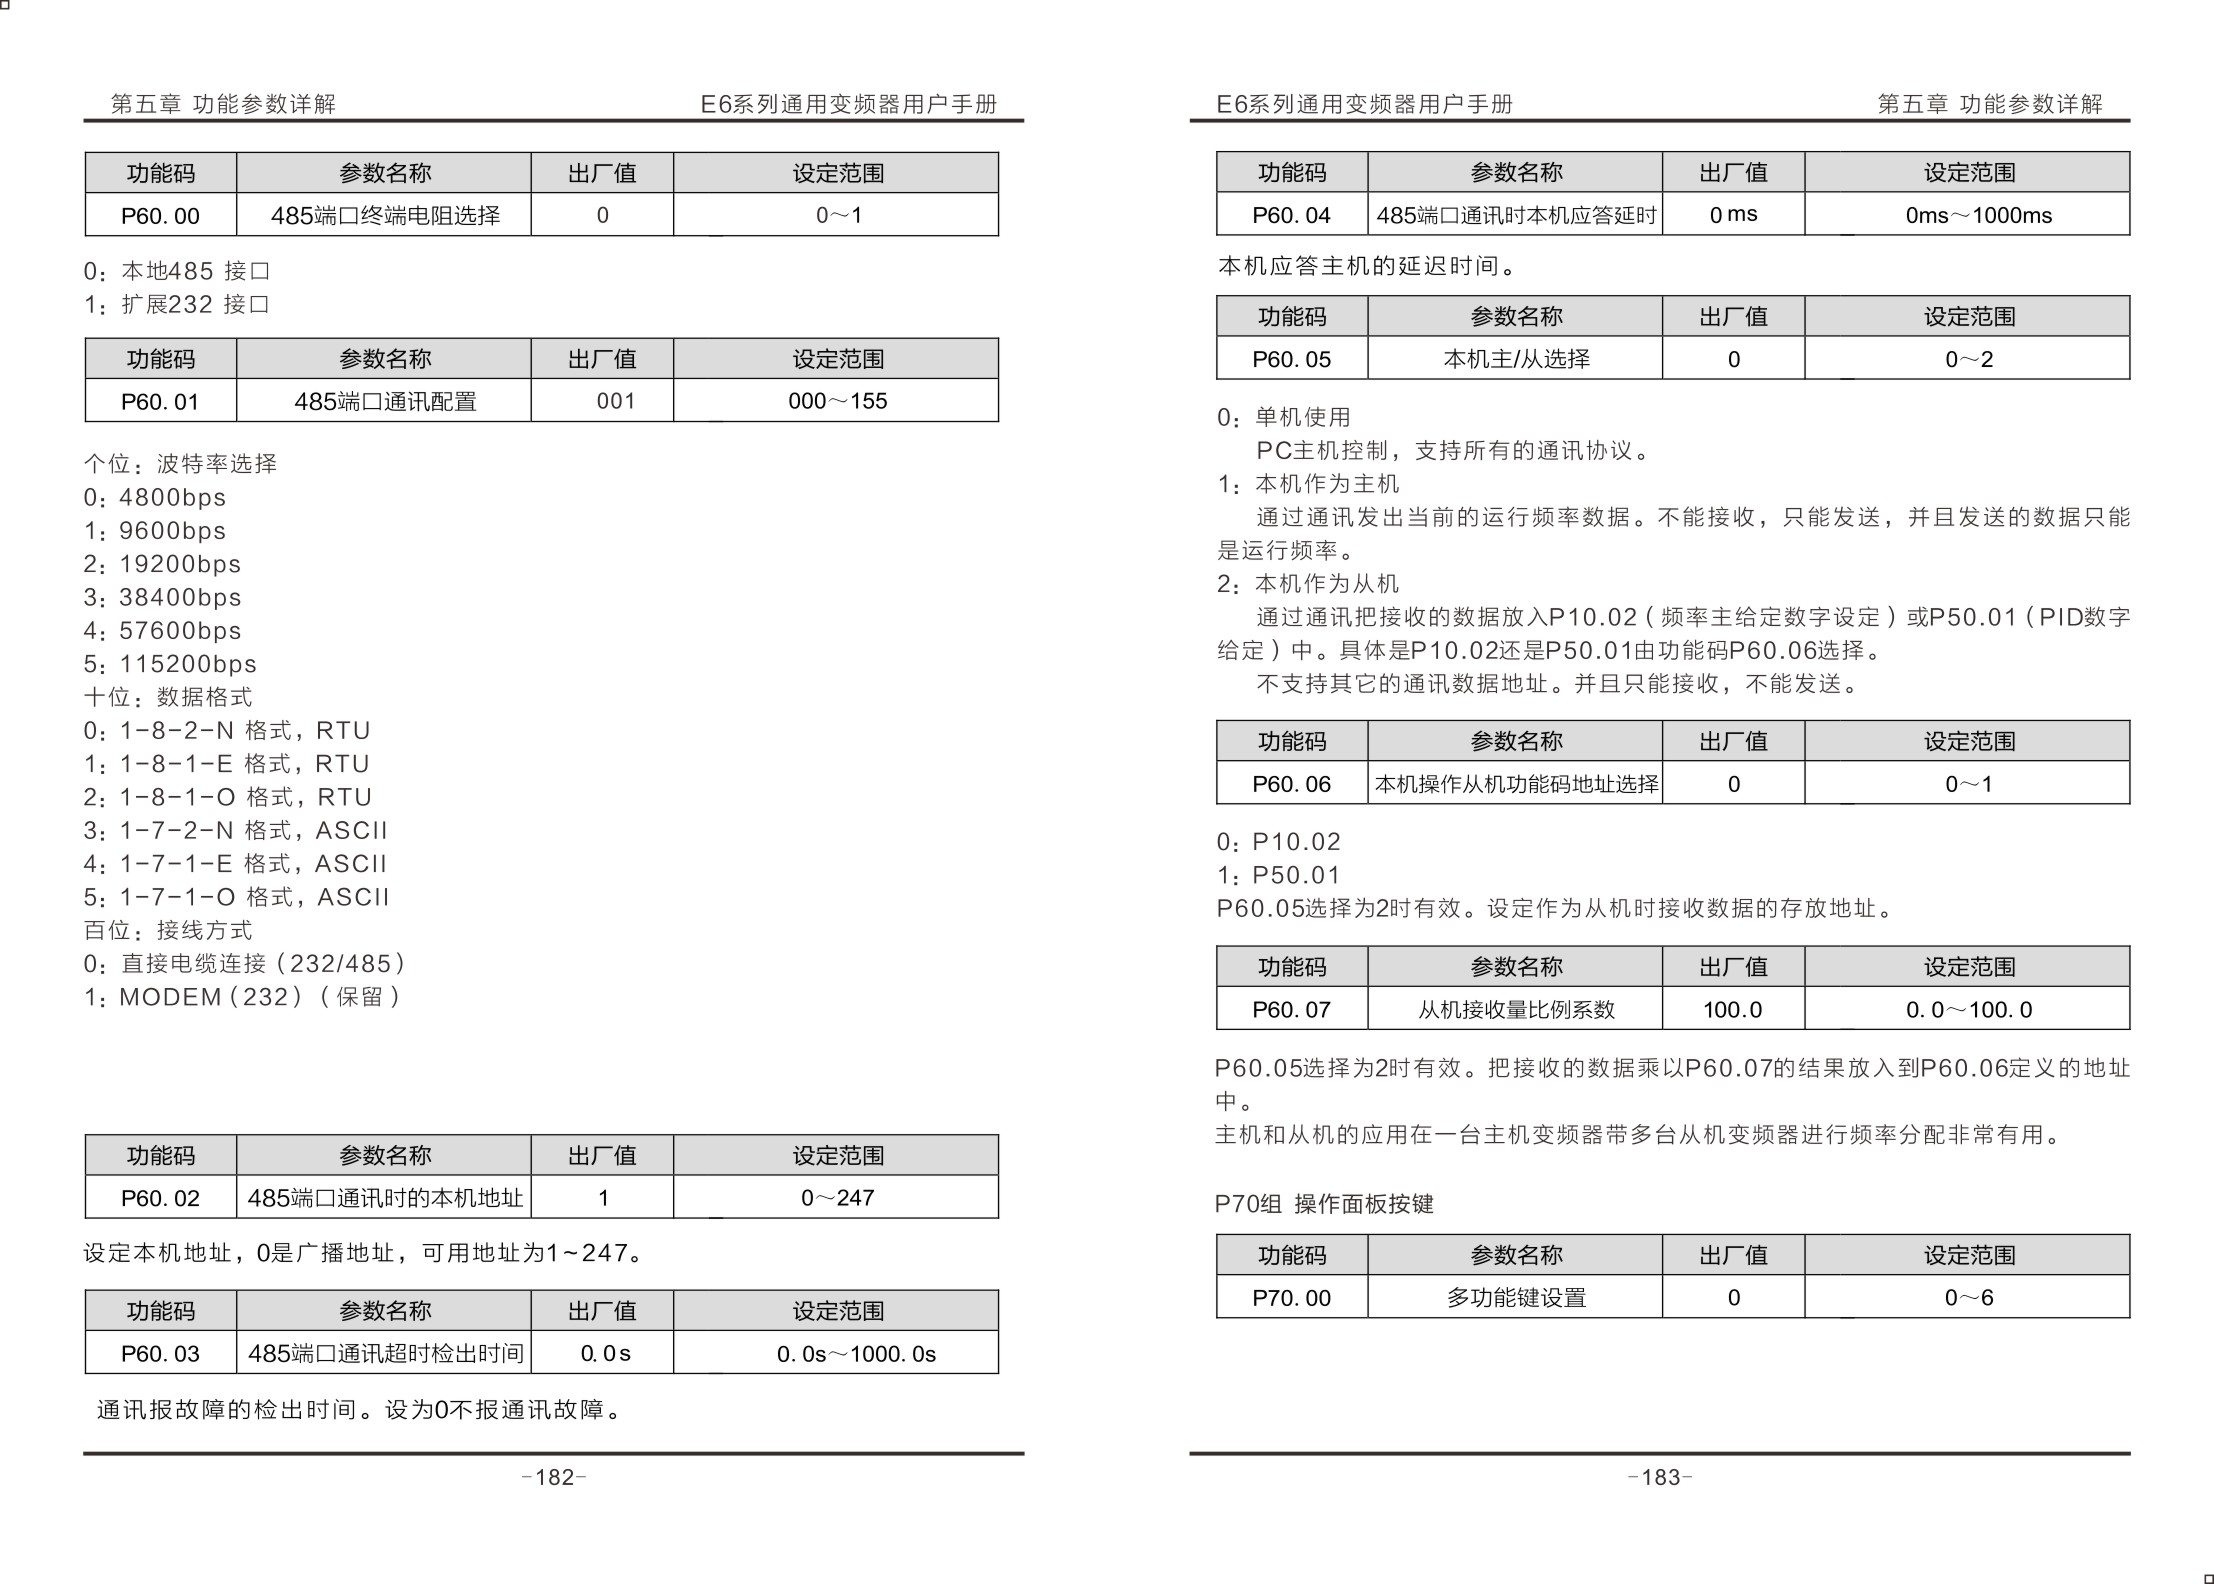 第五章 功能参数详解
E6系列通用变频器用户手册
功能码 参数名称 出厂值 设定范围
P60.00 485端口终端电阻选择 0 0～1
0：本地485 接口
1：扩展232 接口
功能码 参数名称 出厂值 设定范围
P60.01 485端口通讯配置 001 000～155
个位：波特率选择
0：4800bps
1：9600bps
2：19200bps
3：38400bps
4：57600bps
5：115200bps
十位：数据格式
0：1-8-2-N 格式，RTU
1：1-8-1-E 格式，RTU
2：1-8-1-O 格式，RTU
3：1-7-2-N 格式，ASCII
4：1-7-1-E 格式，ASCII
5：1-7-1-O 格式，ASCII
百位：接线方式
0：直接电缆连接（232/485）
1：MODEM（232）（保留）
功能码 参数名称 出厂值 设定范围
P60.02 485端口通讯时的本机地址 1 0～247
设定本机地址，0是广播地址，可用地址为1~247。
功能码 参数名称 出厂值 设定范围
P60.03 485端口通讯超时检出时间 0.0s 0.0s～1000.0s
通讯报故障的检出时间。设为0不报通讯故障。
-182-
E6系列通用变频器用户手册
第五章 功能参数详解
功能码 参数名称 出厂值 设定范围
P60.04 485端口通讯时本机应答延时 0ms 0ms～1000ms
本机应答主机的延迟时间。
功能码 参数名称 出厂值 设定范围
P60.05 本机主/从选择 0 0～2
0：单机使用
PC主机控制，支持所有的通讯协议。
1：本机作为主机
通过通讯发出当前的运行频率数据。不能接收，只能发送，并且发送的数据只能
是运行频率。
2：本机作为从机
通过通讯把接收的数据放入P10.02（频率主给定数字设定）或P50.01（PID数字
给定）中。具体是P10.02还是P50.01由功能码P60.06选择。
不支持其它的通讯数据地址。并且只能接收，不能发送。
功能码 参数名称 出厂值 设定范围
P60.06 本机操作从机功能码地址选择 0 0～1
0：P10.02
1：P50.01
P60.05选择为2时有效。设定作为从机时接收数据的存放地址。
功能码 参数名称 出厂值 设定范围
P60.07 从机接收量比例系数 100.0 0.0～100.0
P60.05选择为2时有效。把接收的数据乘以P60.07的结果放入到P60.06定义的地址
中。
主机和从机的应用在一台主机变频器带多台从机变频器进行频率分配非常有用。
P70组 操作面板按键
功能码 参数名称 出厂值 设定范围
P70.00 多功能键设置 0 0～6
-183-